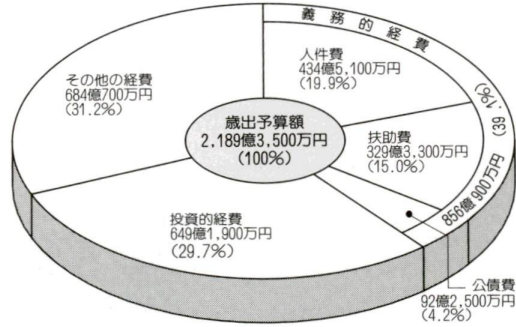 義務的経費
856億900万円
(39.1%)
人件費
434億5,100万円
(19.9%)
その他の経費
684億700万円
(31.2%)
歳出予算額
2,189億3,500万円
(100%)
扶助費
329億3,300万円
(15.0%)
投資的経費
649億1,900万円
(29.7%)
公債費
92億2,500万円
(4.2%)